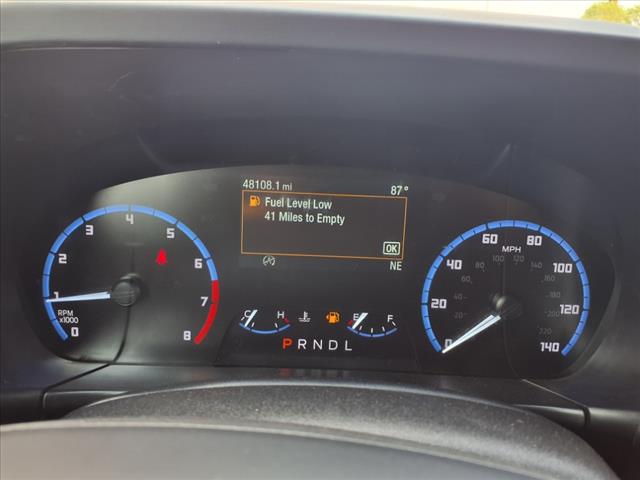 48108.1 mi 87°
Fuel Level Low
41 Miles to Empty
OK
NE
0 1 2 3 4 5 6 7 8
RPM
x1000
C H E F
P R N D L
0 20 40 60 80 100 120 140
MPH
20 40 60 80 100 120 140 160 180 200 220